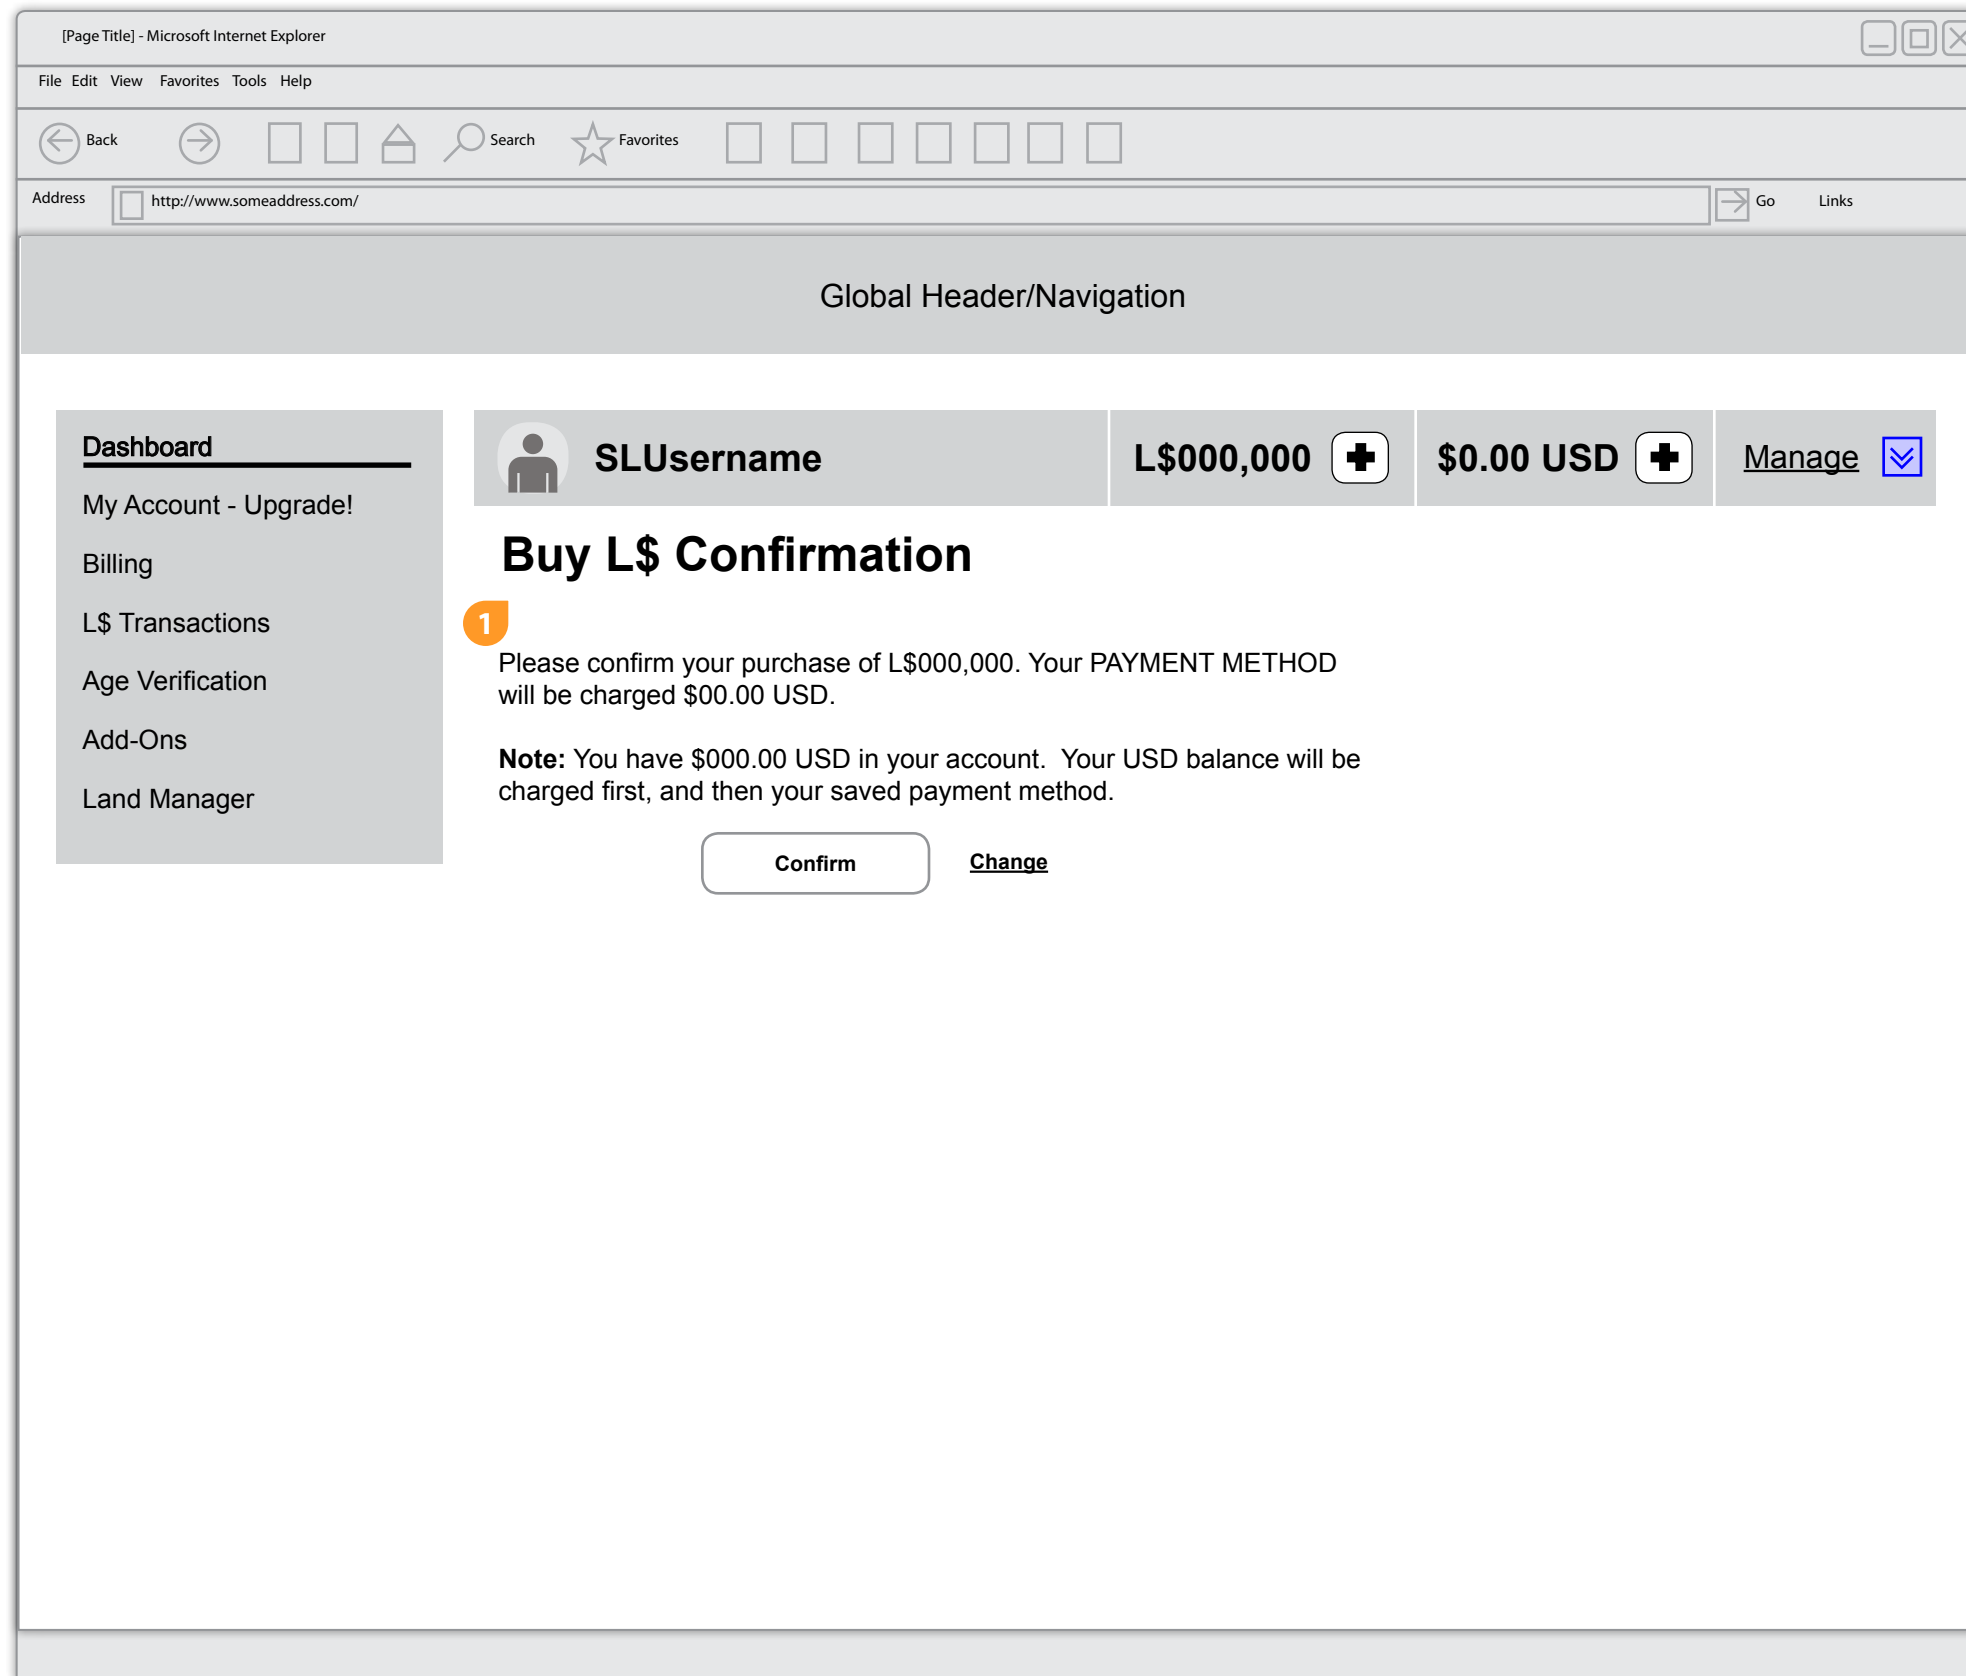 [Page Title] - Microsoft Internet Explorer
File Edit View Favorites Tools Help
Back Search Favorites
Address http://www.someaddress.com/ Go Links
Global Header/Navigation
Dashboard
My Account - Upgrade!
Billing
L$ Transactions
Age Verification
Add-Ons
Land Manager
SLUsername L$000,000 $0.00 USD Manage
Buy L$ Confirmation
1
Please confirm your purchase of L$000,000. Your PAYMENT METHOD
will be charged $00.00 USD.
Note: You have $000.00 USD in your account.  Your USD balance will be
charged first, and then your saved payment method.
Confirm Change